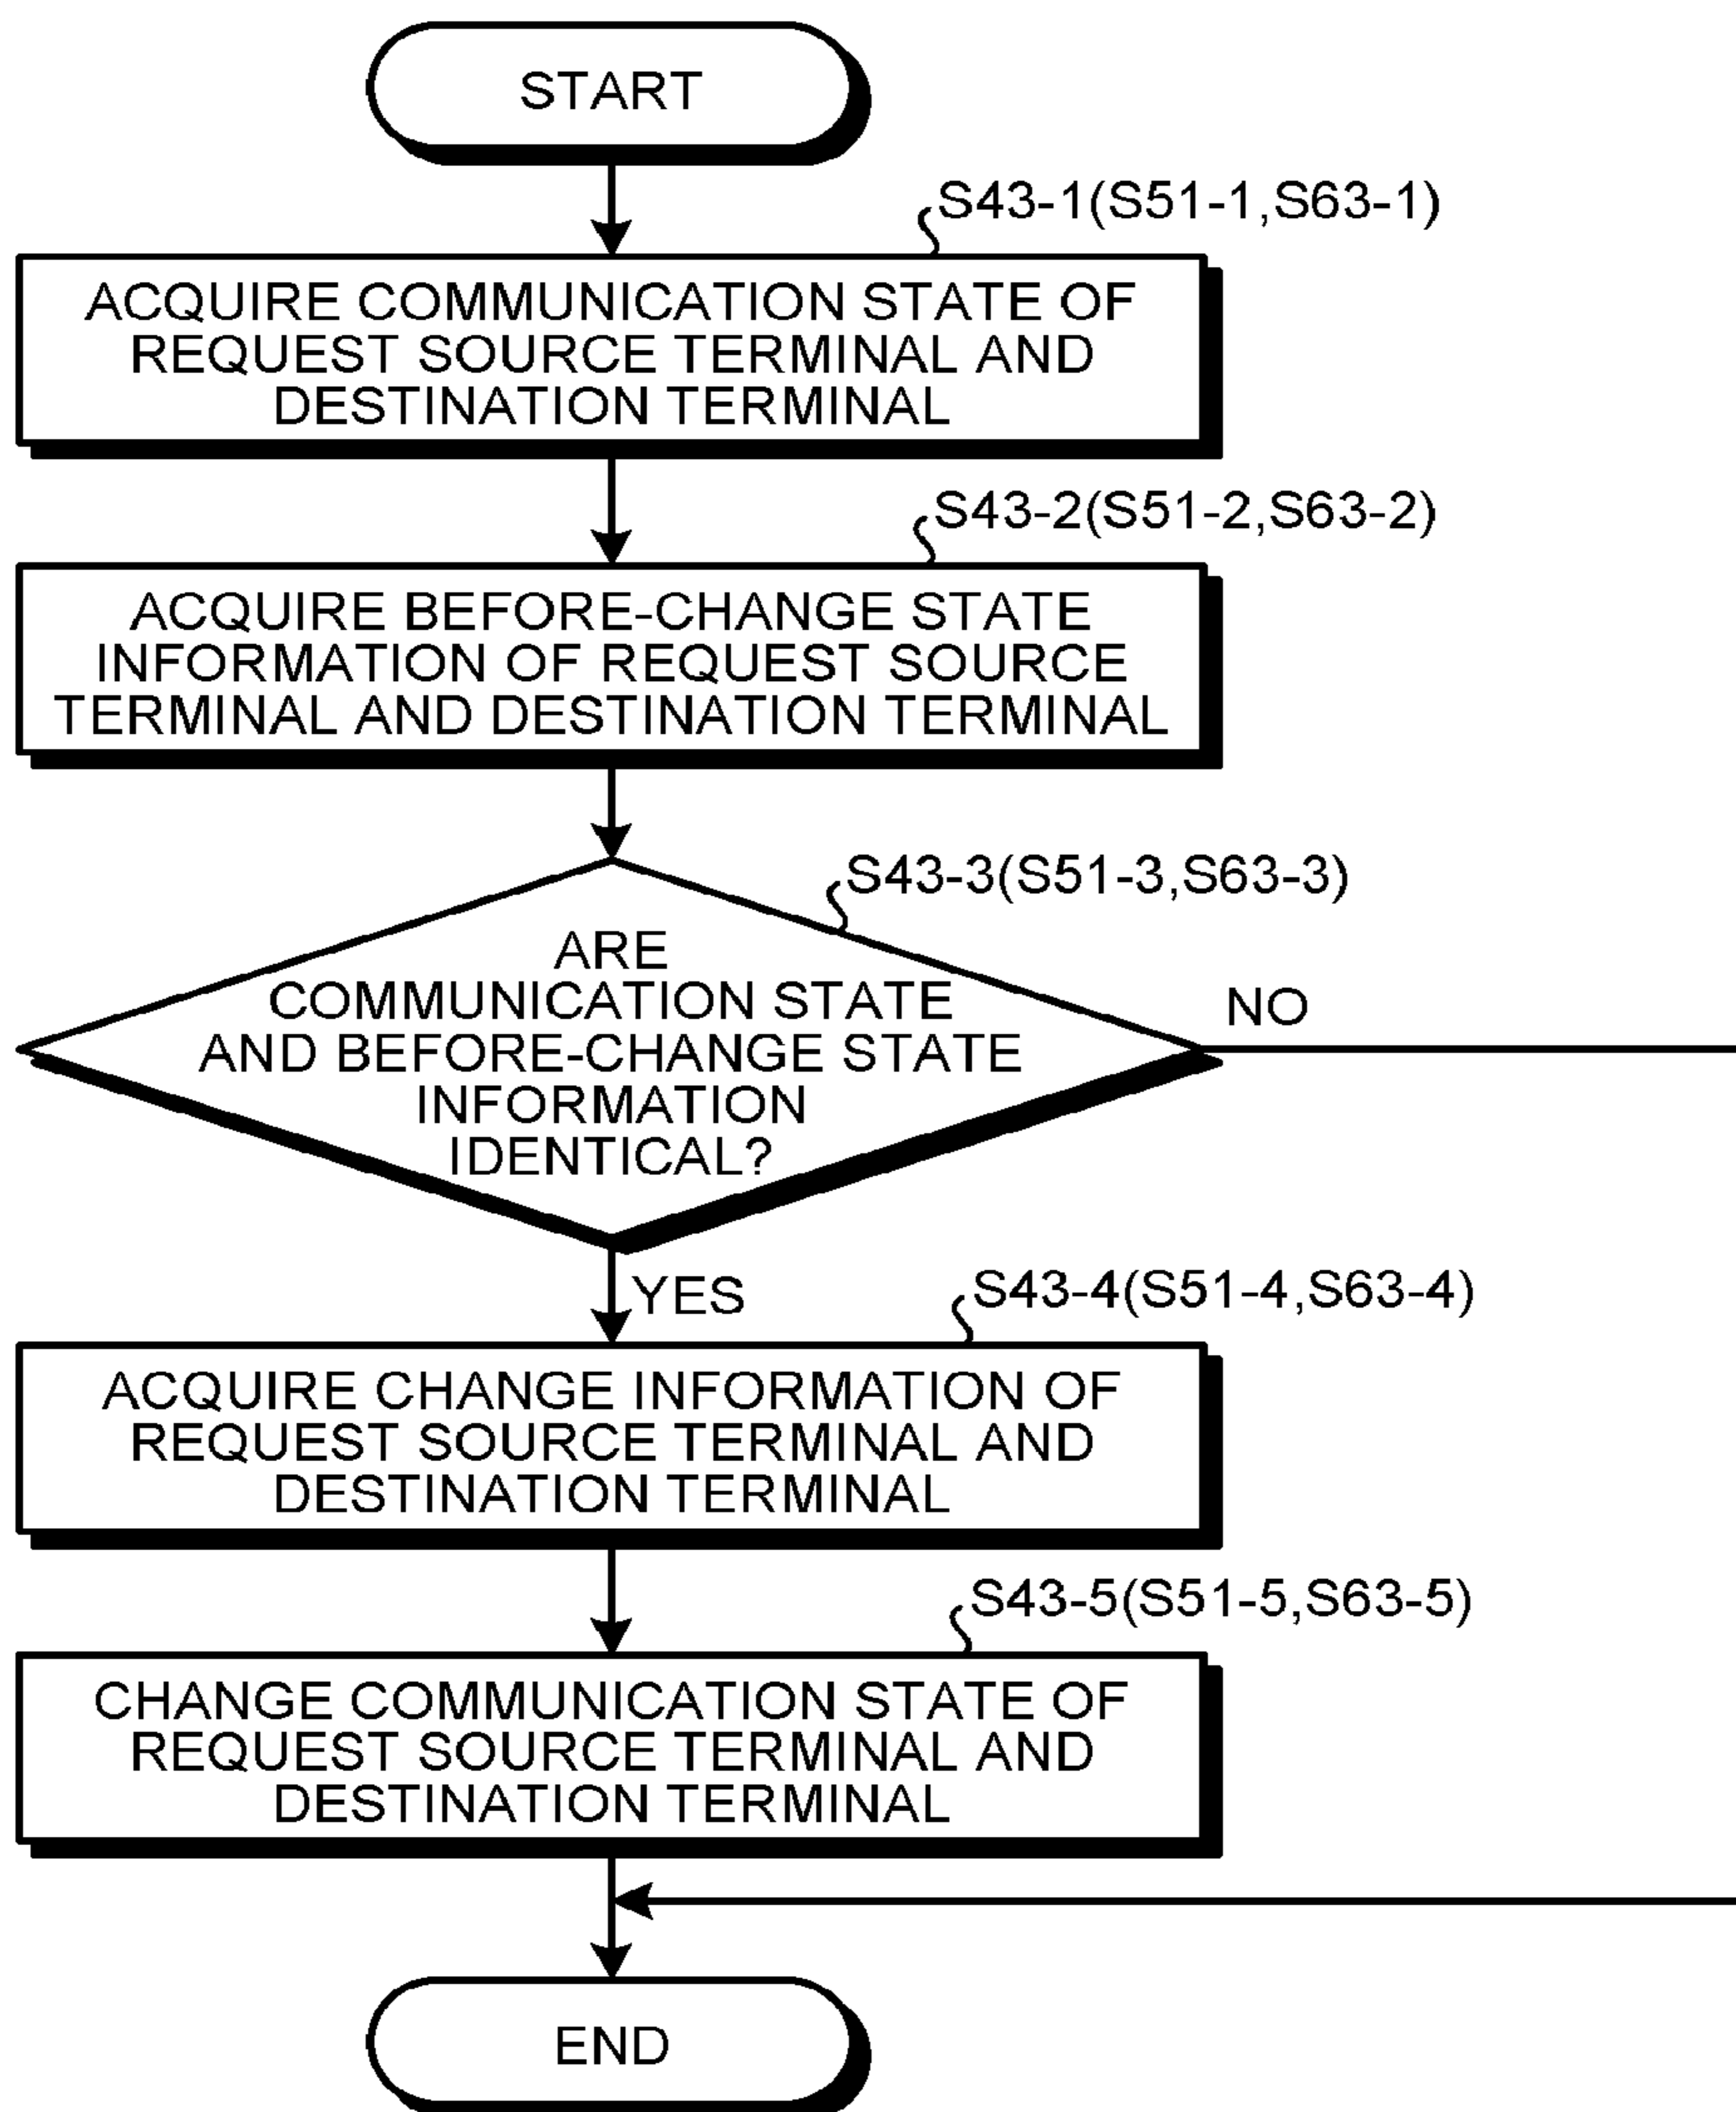 START
S43-1(S51-1,S63-1)
ACQUIRE COMMUNICATION STATE OF
REQUEST SOURCE TERMINAL AND
DESTINATION TERMINAL
S43-2(S51-2,S63-2)
ACQUIRE BEFORE-CHANGE STATE
INFORMATION OF REQUEST SOURCE
TERMINAL AND DESTINATION TERMINAL
S43-3(S51-3,S63-3)
ARE
COMMUNICATION STATE
AND BEFORE-CHANGE STATE
INFORMATION
IDENTICAL?
NO
YES
S43-4(S51-4,S63-4)
ACQUIRE CHANGE INFORMATION OF
REQUEST SOURCE TERMINAL AND
DESTINATION TERMINAL
S43-5(S51-5,S63-5)
CHANGE COMMUNICATION STATE OF
REQUEST SOURCE TERMINAL AND
DESTINATION TERMINAL
END